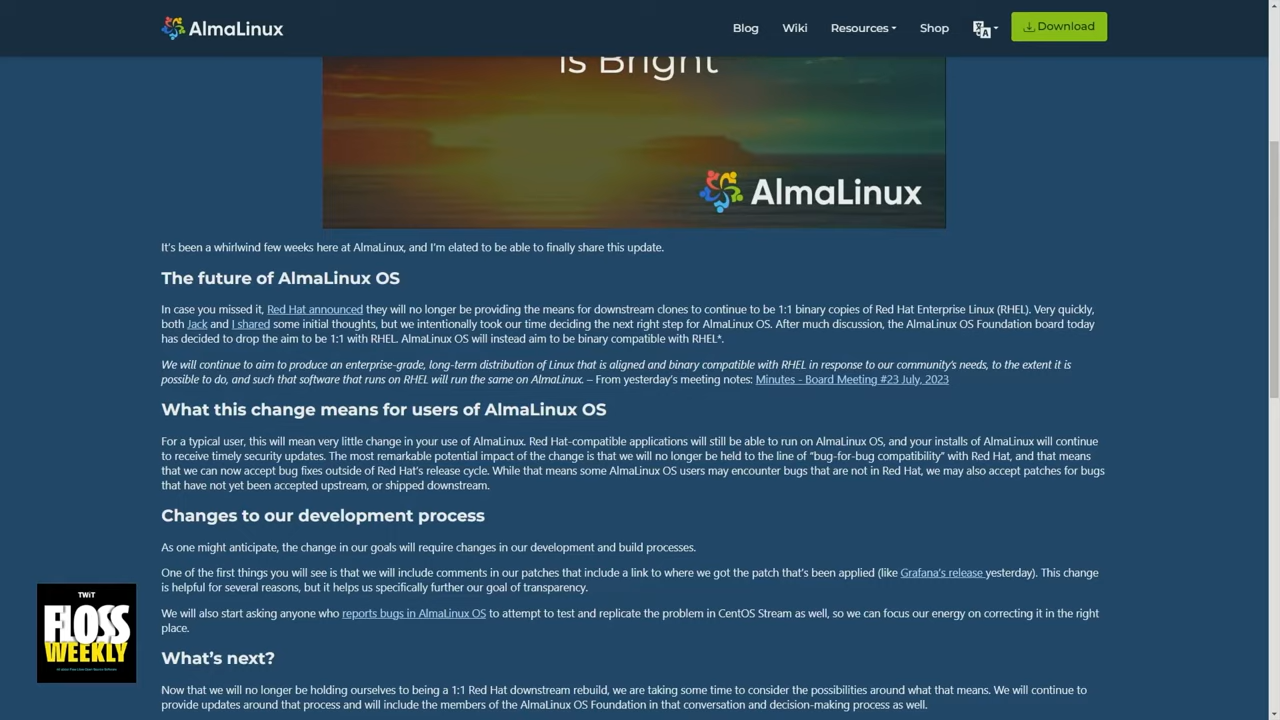 AlmaLinux
Blog
Wiki
Resources
Shop
Download
is Bright
AlmaLinux
It's been a whirlwind few weeks here at AlmaLinux, and I'm elated to be able to finally share this update.
The future of AlmaLinux OS
In case you missed it, Red Hat announced they will no longer be providing the means for downstream clones to continue to be 1:1 binary copies of Red Hat Enterprise Linux (RHEL). Very quickly,
both Jack and I shared some initial thoughts, but we intentionally took our time deciding the next right step for AlmaLinux OS. After much discussion, the AlmaLinux OS Foundation board today
has decided to drop the aim to be 1:1 with RHEL. AlmaLinux OS will instead aim to be binary compatible with RHEL*.
We will continue to aim to produce an enterprise-grade, long-term distribution of Linux that is aligned and binary compatible with RHEL in response to our community's needs, to the extent it is
possible to do, and such that software that runs on RHEL will run the same on AlmaLinux. – From yesterday's meeting notes: Minutes - Board Meeting #23 July, 2023
What this change means for users of AlmaLinux OS
For a typical user, this will mean very little change in your use of AlmaLinux. Red Hat-compatible applications will still be able to run on AlmaLinux OS, and your installs of AlmaLinux will continue
to receive timely security updates. The most remarkable potential impact of the change is that we will no longer be held to the line of "bug-for-bug compatibility" with Red Hat, and that means
that we can now accept bug fixes outside of Red Hat's release cycle. While that means some AlmaLinux OS users may encounter bugs that are not in Red Hat, we may also accept patches for bugs
that have not yet been accepted upstream, or shipped downstream.
Changes to our development process
As one might anticipate, the change in our goals will require changes in our development and build processes.
One of the first things you will see is that we will include comments in our patches that include a link to where we got the patch that's been applied (like Grafana's release yesterday). This change
is helpful for several reasons, but it helps us specifically further our goal of transparency.
We will also start asking anyone who reports bugs in AlmaLinux OS to attempt to test and replicate the problem in CentOS Stream as well, so we can focus our energy on correcting it in the right
place.
TWiT
FLOSS
WEEKLY
What's next?
Now that we will no longer be holding ourselves to being a 1:1 Red Hat downstream rebuild, we are taking some time to consider the possibilities around what that means. We will continue to
provide updates around that process and will include the members of the AlmaLinux OS Foundation in that conversation and decision-making process as well.